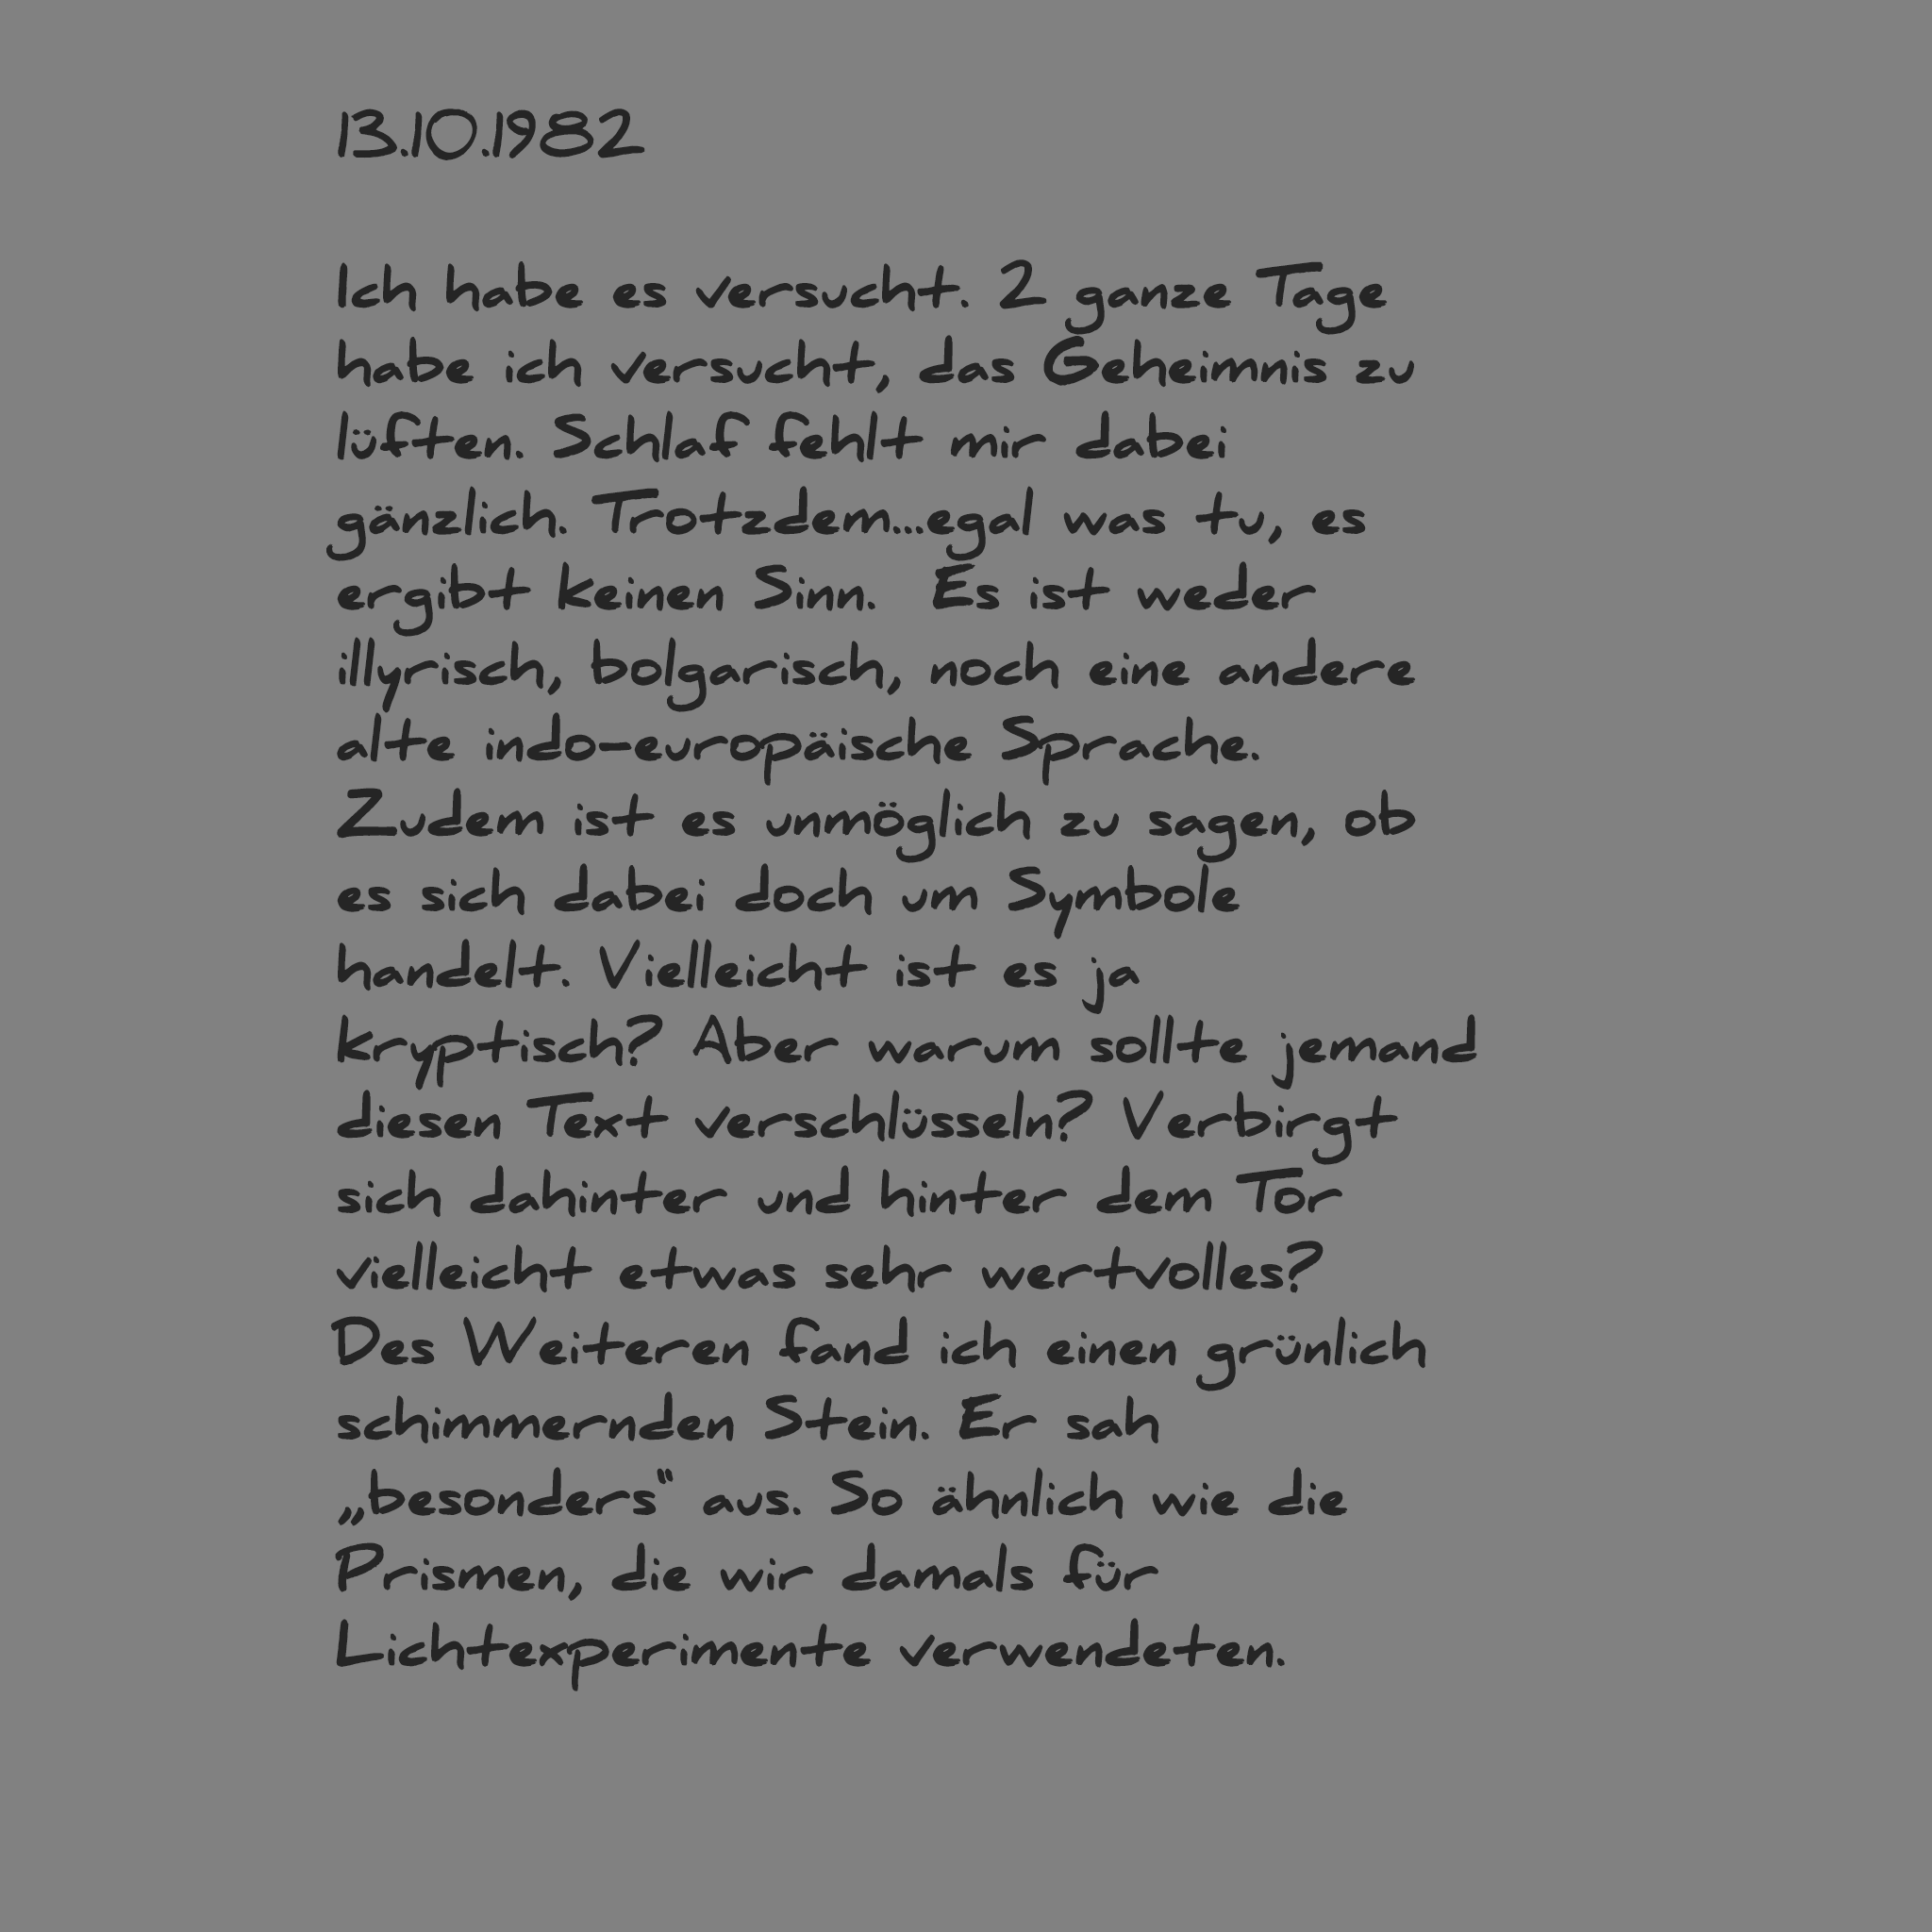 13.10.1982
Ich habe es versucht. 2 ganze Tage
habe ich versucht, das Geheimnis zu
lüften. Schlaf fehlt mir dabei
gänzlich. Trotzdem...egal was tu, es
ergibt keinen Sinn. Es ist weder
illyrisch, bolgarisch, noch eine andere
alte indo-europäische Sprache.
Zudem ist es unmöglich zu sagen, ob
es sich dabei doch um Symbole
handelt. Vielleicht ist es ja
kryptisch? Aber warum sollte jemand
diesen Text verschlüsseln? Verbirgt
sich dahinter und hinter dem Tor
vielleicht etwas sehr wertvolles?
Des Weiteren fand ich einen grünlich
schimmernden Stein. Er sah
„besonders“ aus. So ähnlich wie die
Prismen, die wir damals für
Lichtexperimente verwendeten.